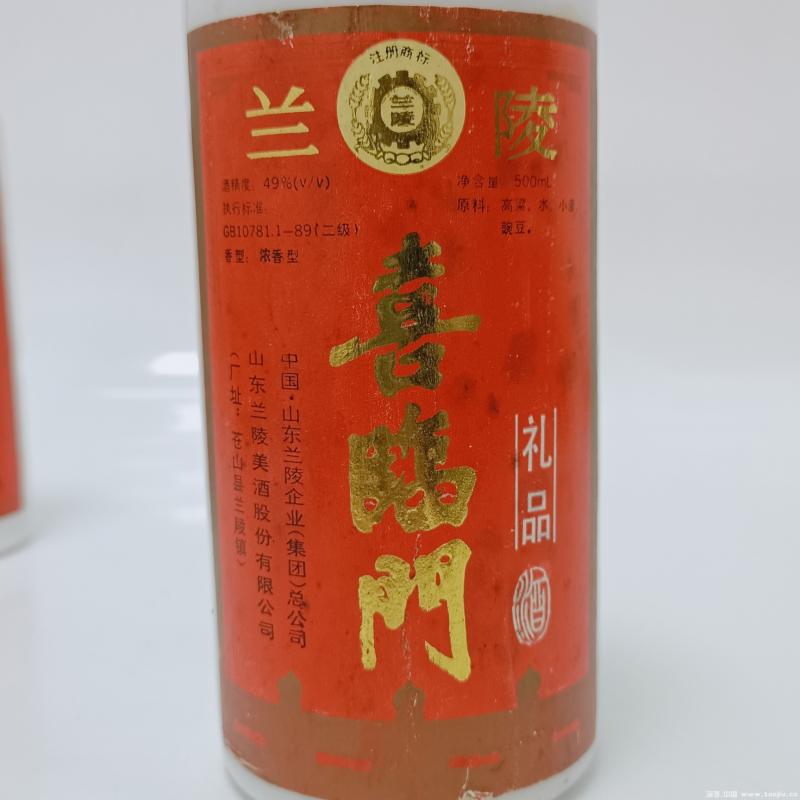 注册商标
兰陵
兰陵
酒精度：49%(V/V)
执行标准：
GB10781.1-89(二级)
香型：浓香型
净含量：500mL
原料：高粱、水、小麦、
豌豆。
喜臨門
礼品
酒
中国·山东兰陵企业(集团)总公司
山东兰陵美酒股份有限公司
(厂址：苍山县兰陵镇)